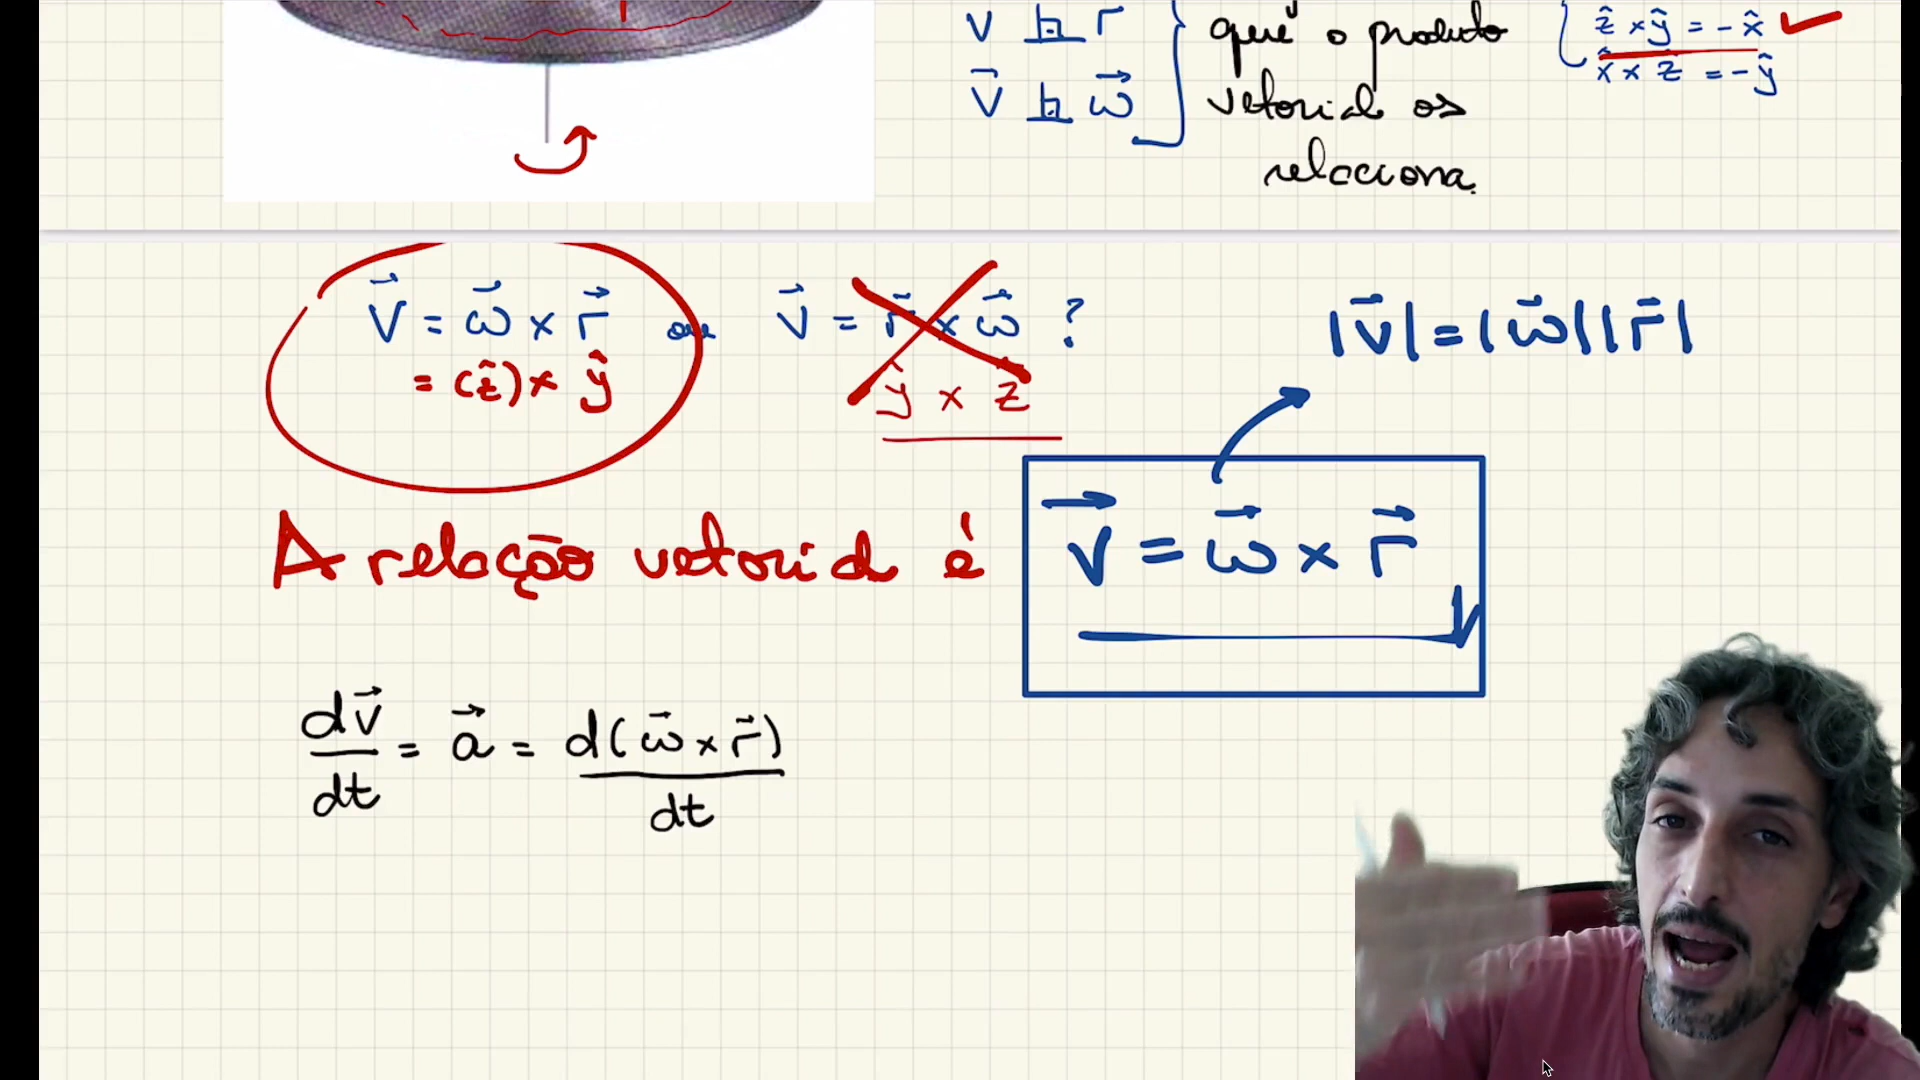 v ⊥ r
v⃗ ⊥ ω⃗
que o produto
vetorial os
relaciona.
ẑ × ŷ = -x̂
x̂ × z = -ŷ
v⃗ = ω⃗ × r⃗ ou v⃗ = r⃗ × ω⃗ ?
= (ẑ) × ŷ
y × z
|v⃗| = |ω⃗||r⃗|
A relação vetorial é
v⃗ = ω⃗ × r⃗
dv⃗/dt = a⃗ = d(ω⃗ × r⃗)/dt